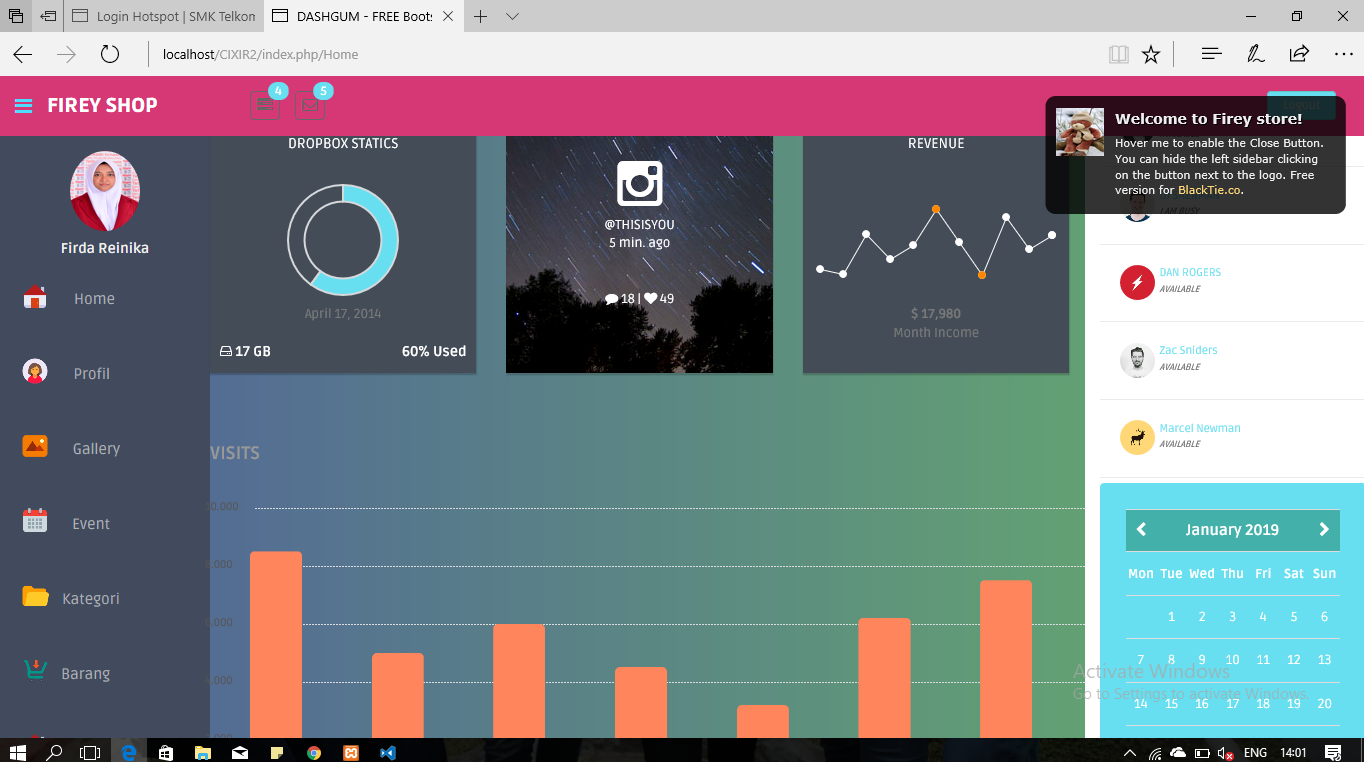 Login Hotspot | SMK Telkom
DASHGUM - FREE Boots
localhost/CIXIR2/index.php/Home
FIREY SHOP
4
5
Logout
Welcome to Firey store!
Hover me to enable the Close Button.
You can hide the left sidebar clicking
on the button next to the logo. Free
version for BlackTie.co.
I AM BUSY
Firda Reinika
Home
Profil
Gallery
Event
Kategori
Barang
DROPBOX STATICS
April 17, 2014
17 GB
60% Used
@THISISYOU
5 min. ago
18 | 49
REVENUE
$ 17,980
Month Income
VISITS
10.000
8.000
6.000
4.000
DAN ROGERS
AVAILABLE
Zac Sniders
AVAILABLE
Marcel Newman
AVAILABLE
January 2019
Mon Tue Wed Thu Fri Sat Sun
1 2 3 4 5 6
7 8 9 10 11 12 13
14 15 16 17 18 19 20
Activate Windows
Go to Settings to activate Windows.
ENG
14:01